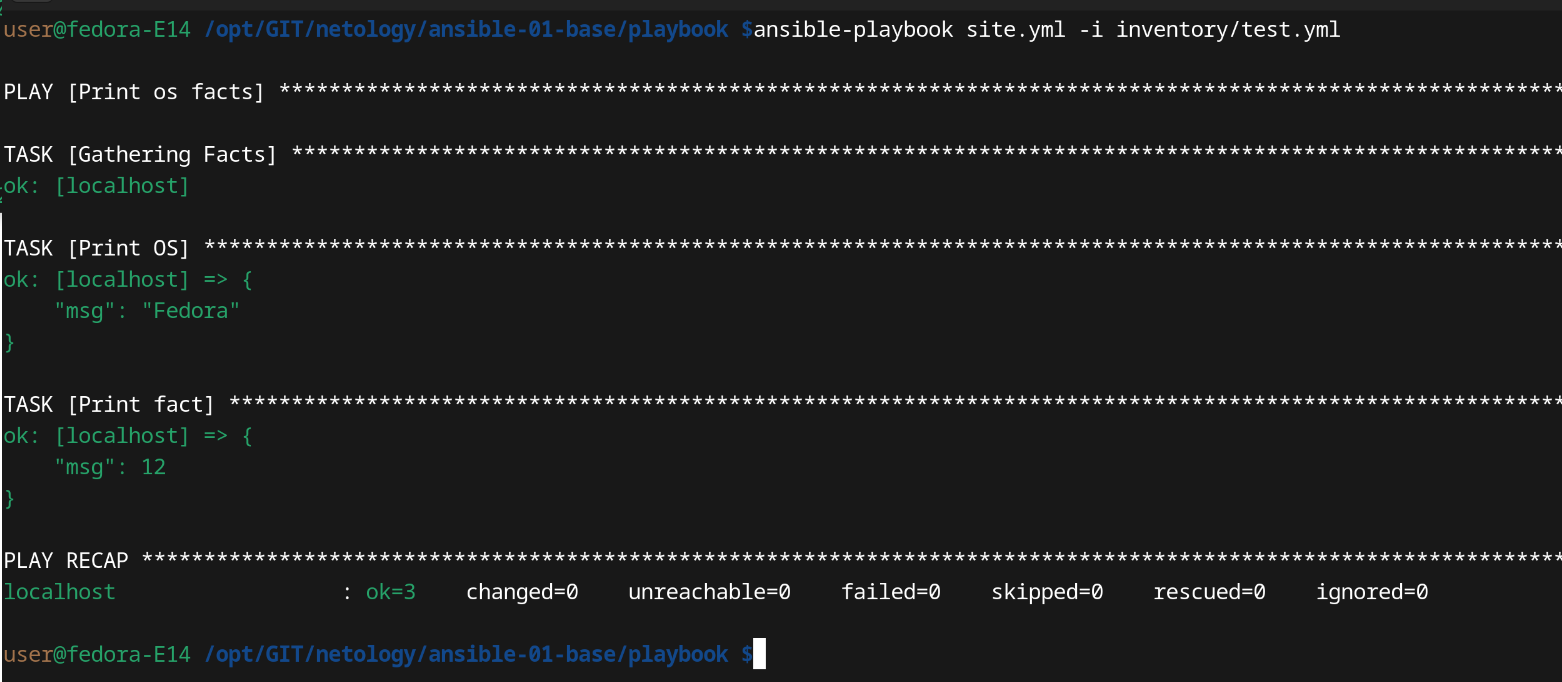 user@fedora-E14 /opt/GIT/netology/ansible-01-base/playbook $ansible-playbook site.yml -i inventory/test.yml
PLAY [Print os facts] *******************************************************************************************************
TASK [Gathering Facts] ******************************************************************************************************
ok: [localhost]
TASK [Print OS] *************************************************************************************************************
ok: [localhost] => {
    "msg": "Fedora"
}
TASK [Print fact] ***********************************************************************************************************
ok: [localhost] => {
    "msg": 12
}
PLAY RECAP ******************************************************************************************************************
localhost                  : ok=3    changed=0    unreachable=0    failed=0    skipped=0    rescued=0    ignored=0
user@fedora-E14 /opt/GIT/netology/ansible-01-base/playbook $